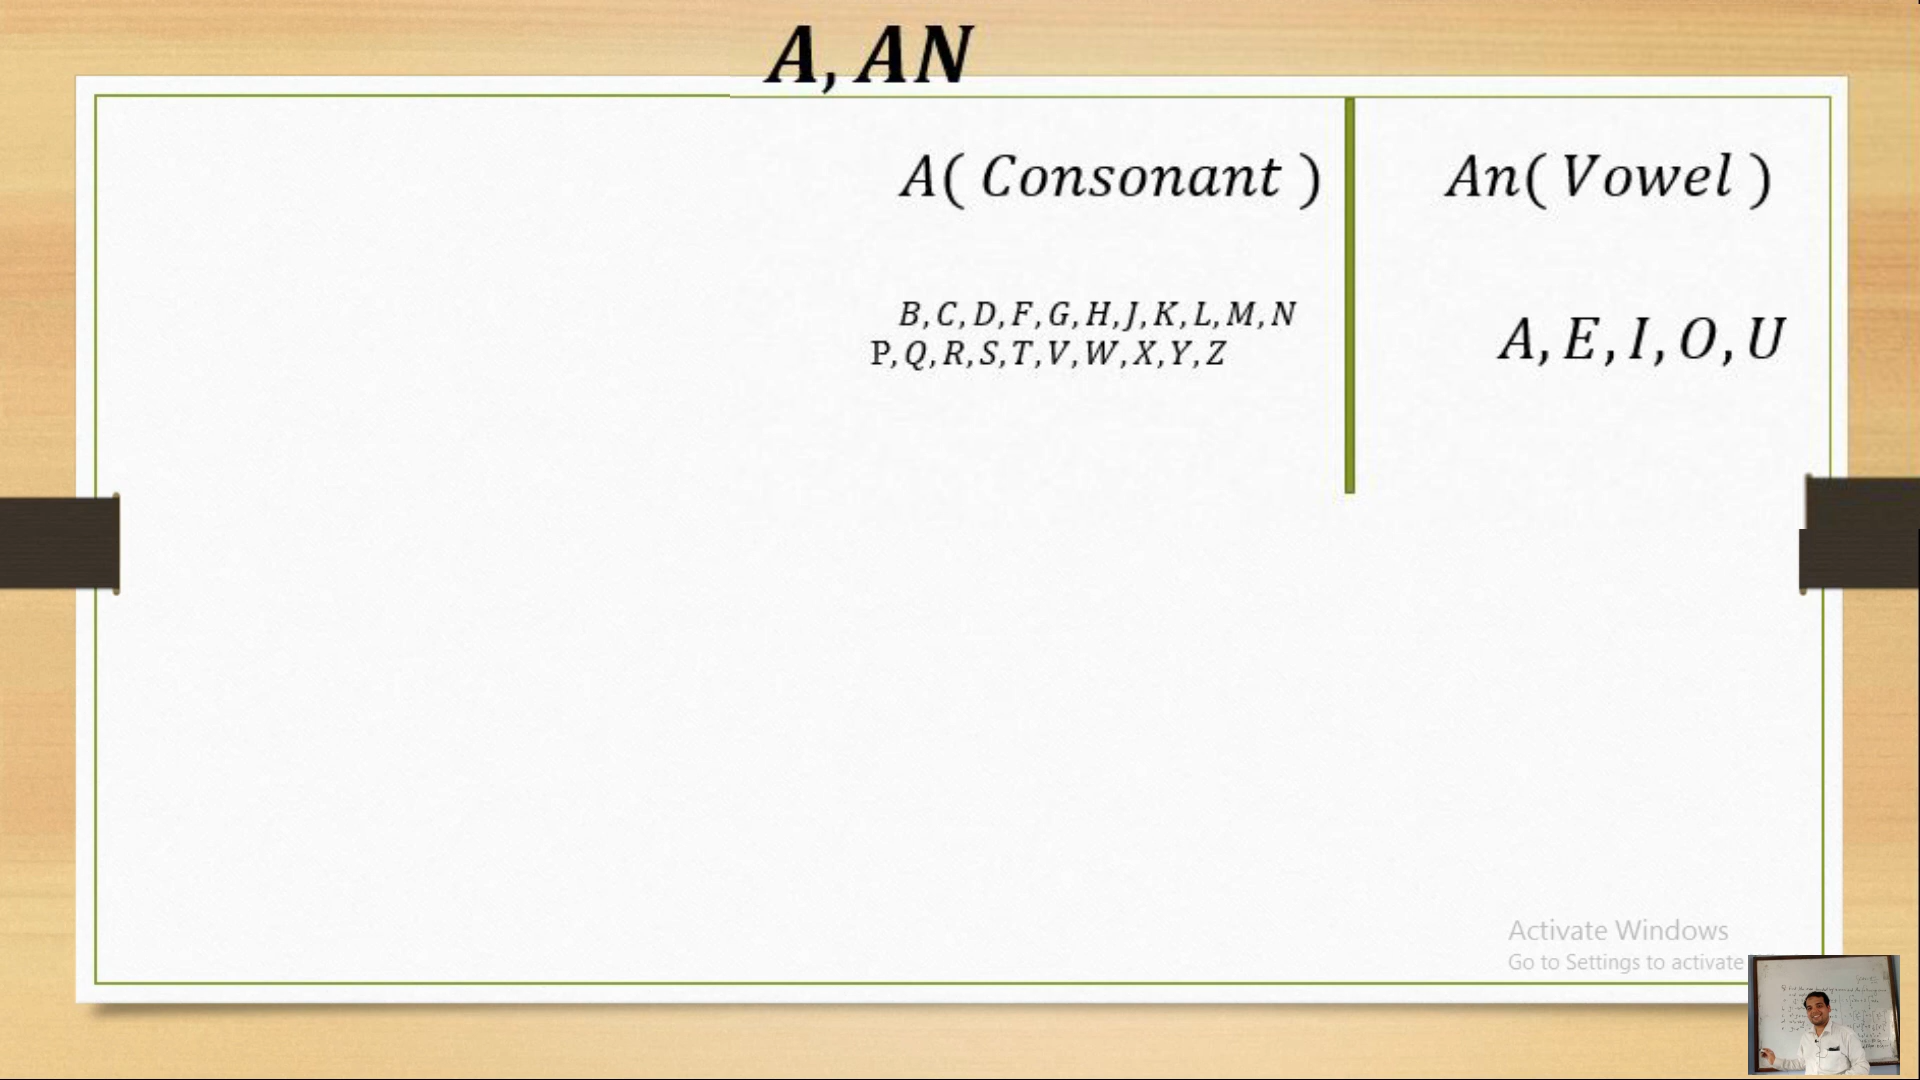 A, AN
A( Consonant )
An( Vowel )
B, C, D, F, G, H, J, K, L, M, N
P, Q, R, S, T, V, W, X, Y, Z
A, E, I, O, U
Activate Windows
Go to Settings to activate